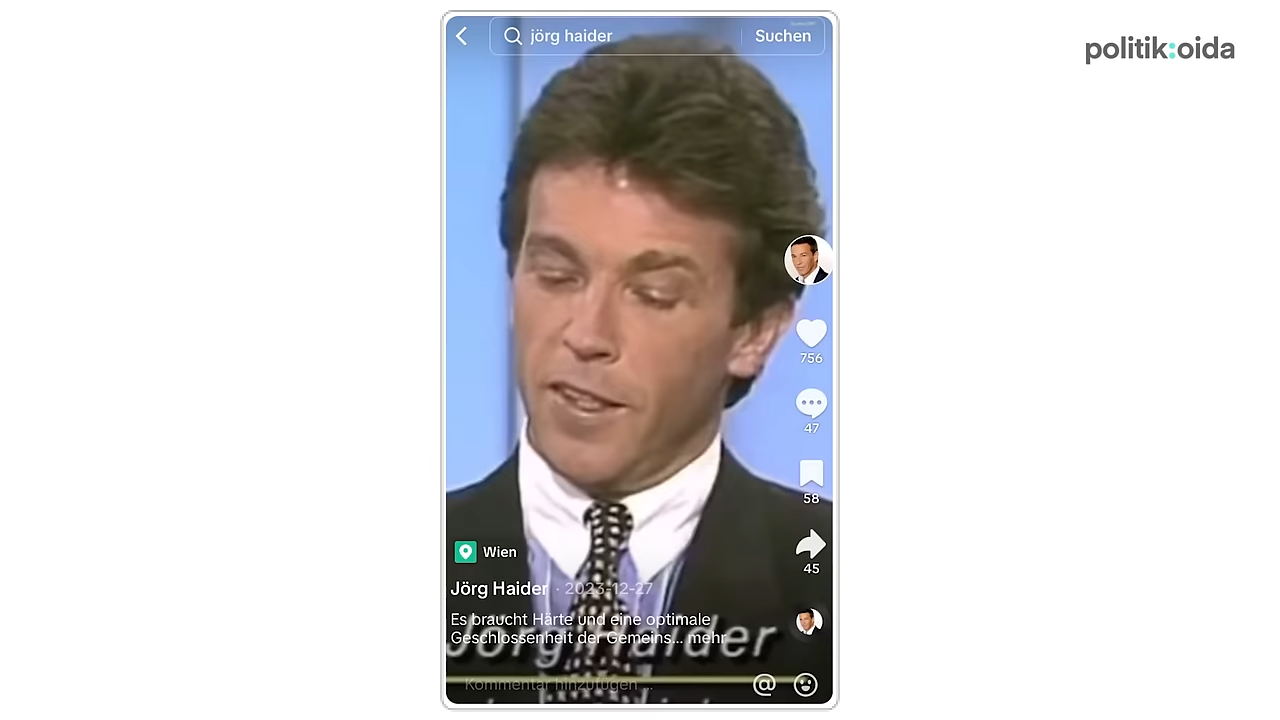 jörg haider
Suchen
politik:oida
756
47
58
45
Wien
Jörg Haider · 2023-12-27
Es braucht Härte und eine optimale
Geschlossenheit der Gemeins... mehr
Jörg Haider
Kommentar hinzufügen ...